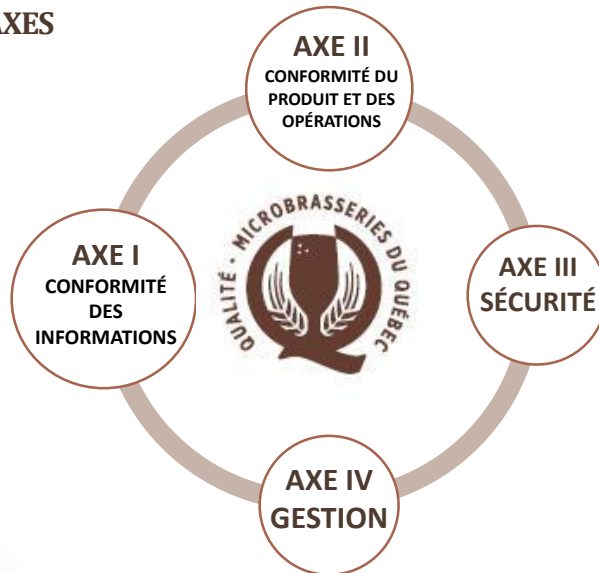 AXES
AXE II
CONFORMITÉ DU
PRODUIT ET DES
OPÉRATIONS
AXE I
CONFORMITÉ
DES
INFORMATIONS
QUALITÉ · MICROBRASSERIES DU QUÉBEC
AXE III
SÉCURITÉ
AXE IV
GESTION